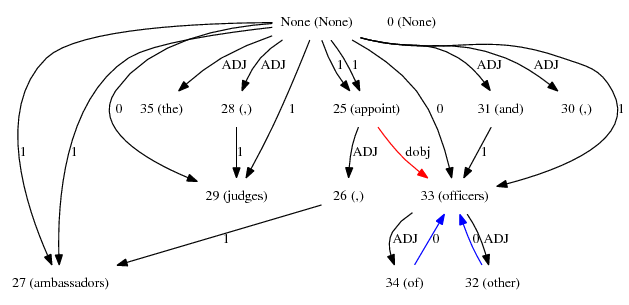 None (None) 0 (None)
ADJ ADJ 1 1 ADJ ADJ
0 35 (the) 28 (,) 1 25 (appoint) 0 31 (and) 30 (,) 1
1 1 1 ADJ dobj 1
29 (judges) 26 (,) 33 (officers)
1 ADJ 0 0 ADJ
27 (ambassadors) 34 (of) 32 (other)